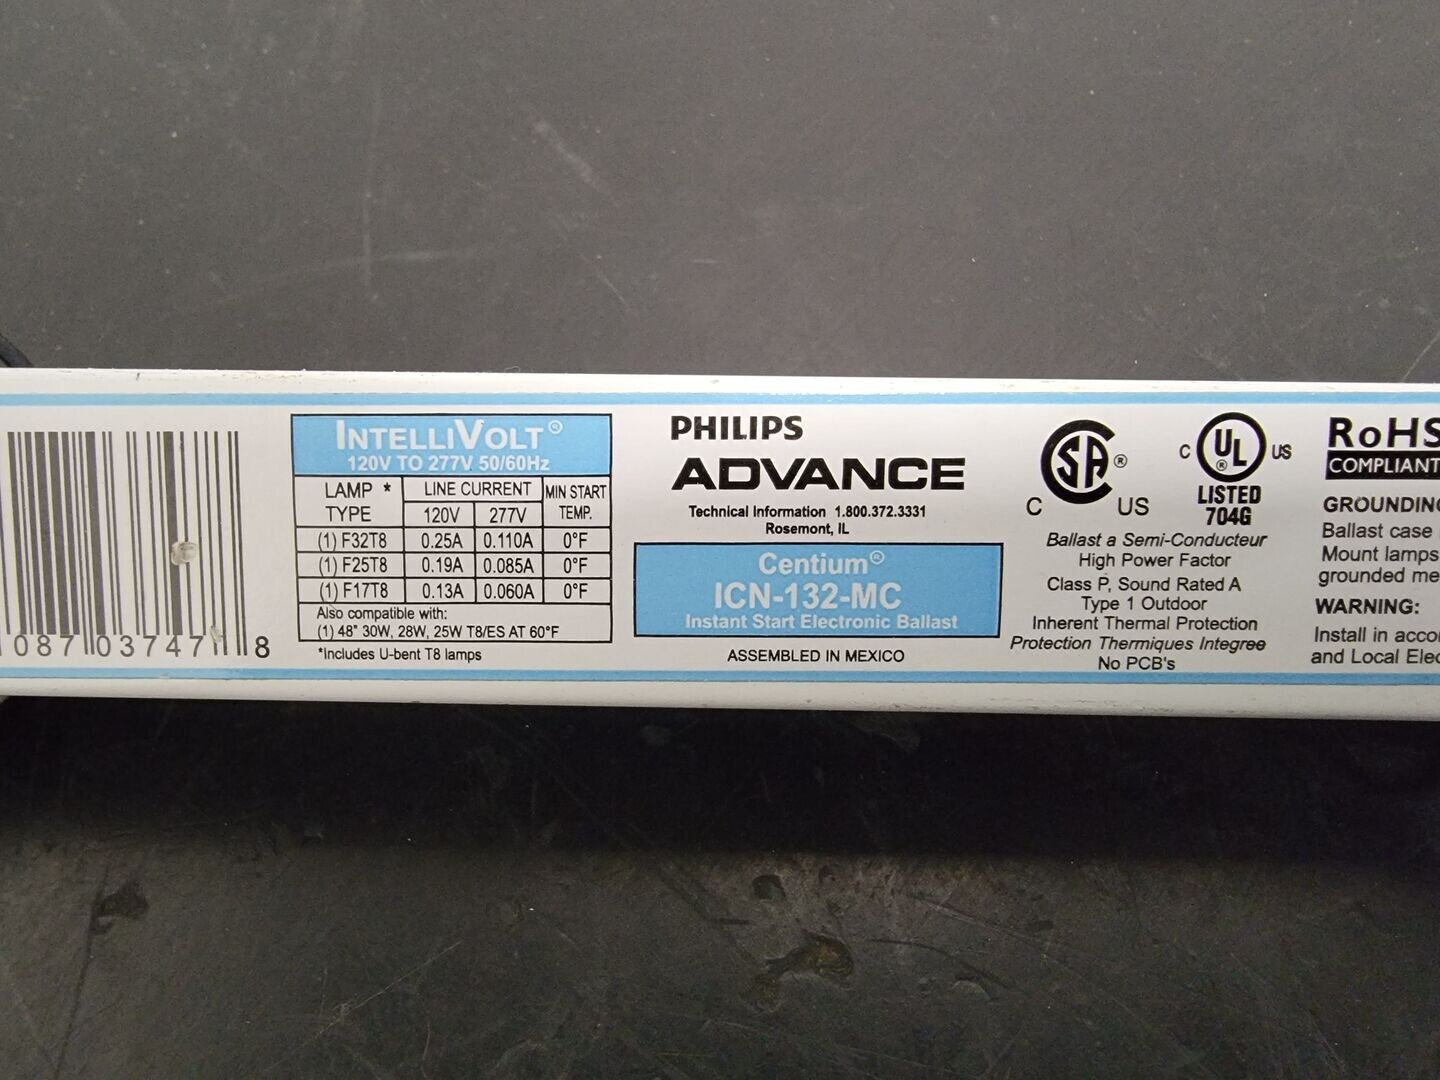 087 03747 8
INTELLIVOLT®
120V TO 277V 50/60Hz
LAMP * TYPE LINE CURRENT MIN START TEMP.
120V 277V
(1) F32T8 0.25A 0.110A 0°F
(1) F25T8 0.19A 0.085A 0°F
(1) F17T8 0.13A 0.060A 0°F
Also compatible with:
(1) 48" 30W, 28W, 25W T8/ES AT 60°F
*Includes U-bent T8 lamps
PHILIPS
ADVANCE
Technical Information 1.800.372.3331
Rosemont, IL
Centium®
ICN-132-MC
Instant Start Electronic Ballast
ASSEMBLED IN MEXICO
CSA®
C US
C UL® US
LISTED
704G
Ballast a Semi-Conducteur
High Power Factor
Class P, Sound Rated A
Type 1 Outdoor
Inherent Thermal Protection
Protection Thermiques Integree
No PCB's
RoHS
COMPLIANT
GROUNDING
Ballast case
Mount lamps
grounded me
WARNING:
Install in acco
and Local Elec